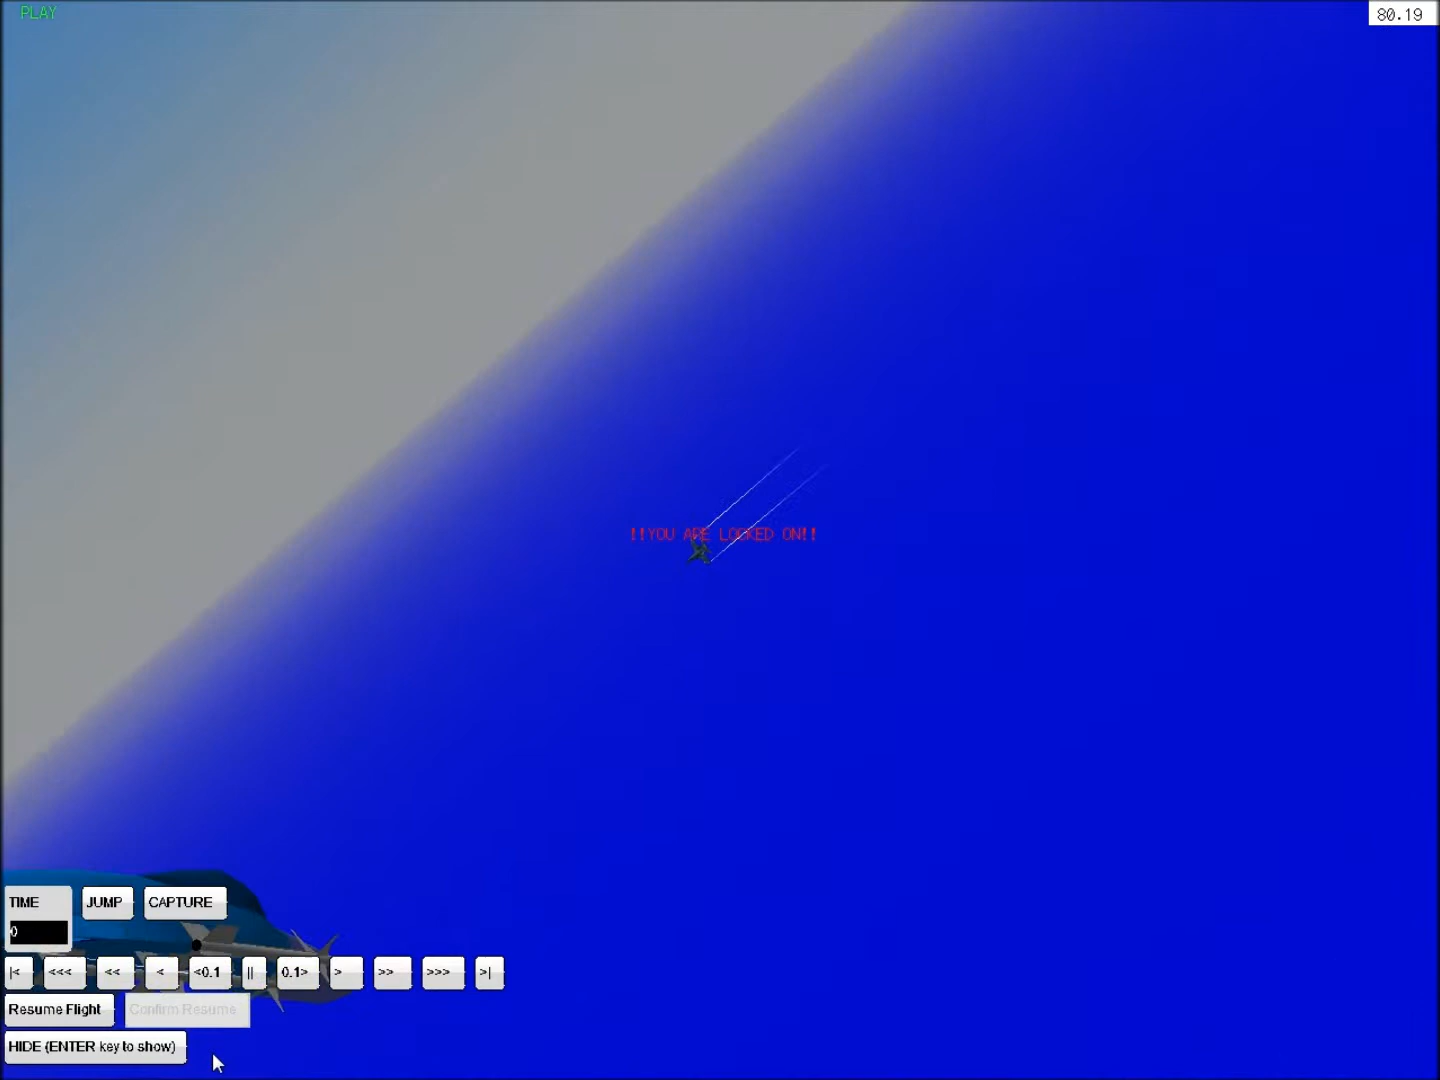 PLAY
80.19
!!YOU ARE LOCKED ON!!
TIME
JUMP
CAPTURE
0
|<
<<<
<<
<
<0.1
||
0.1>
>
>>
>>>
>|
Resume Flight
Confirm Resume
HIDE (ENTER key to show)